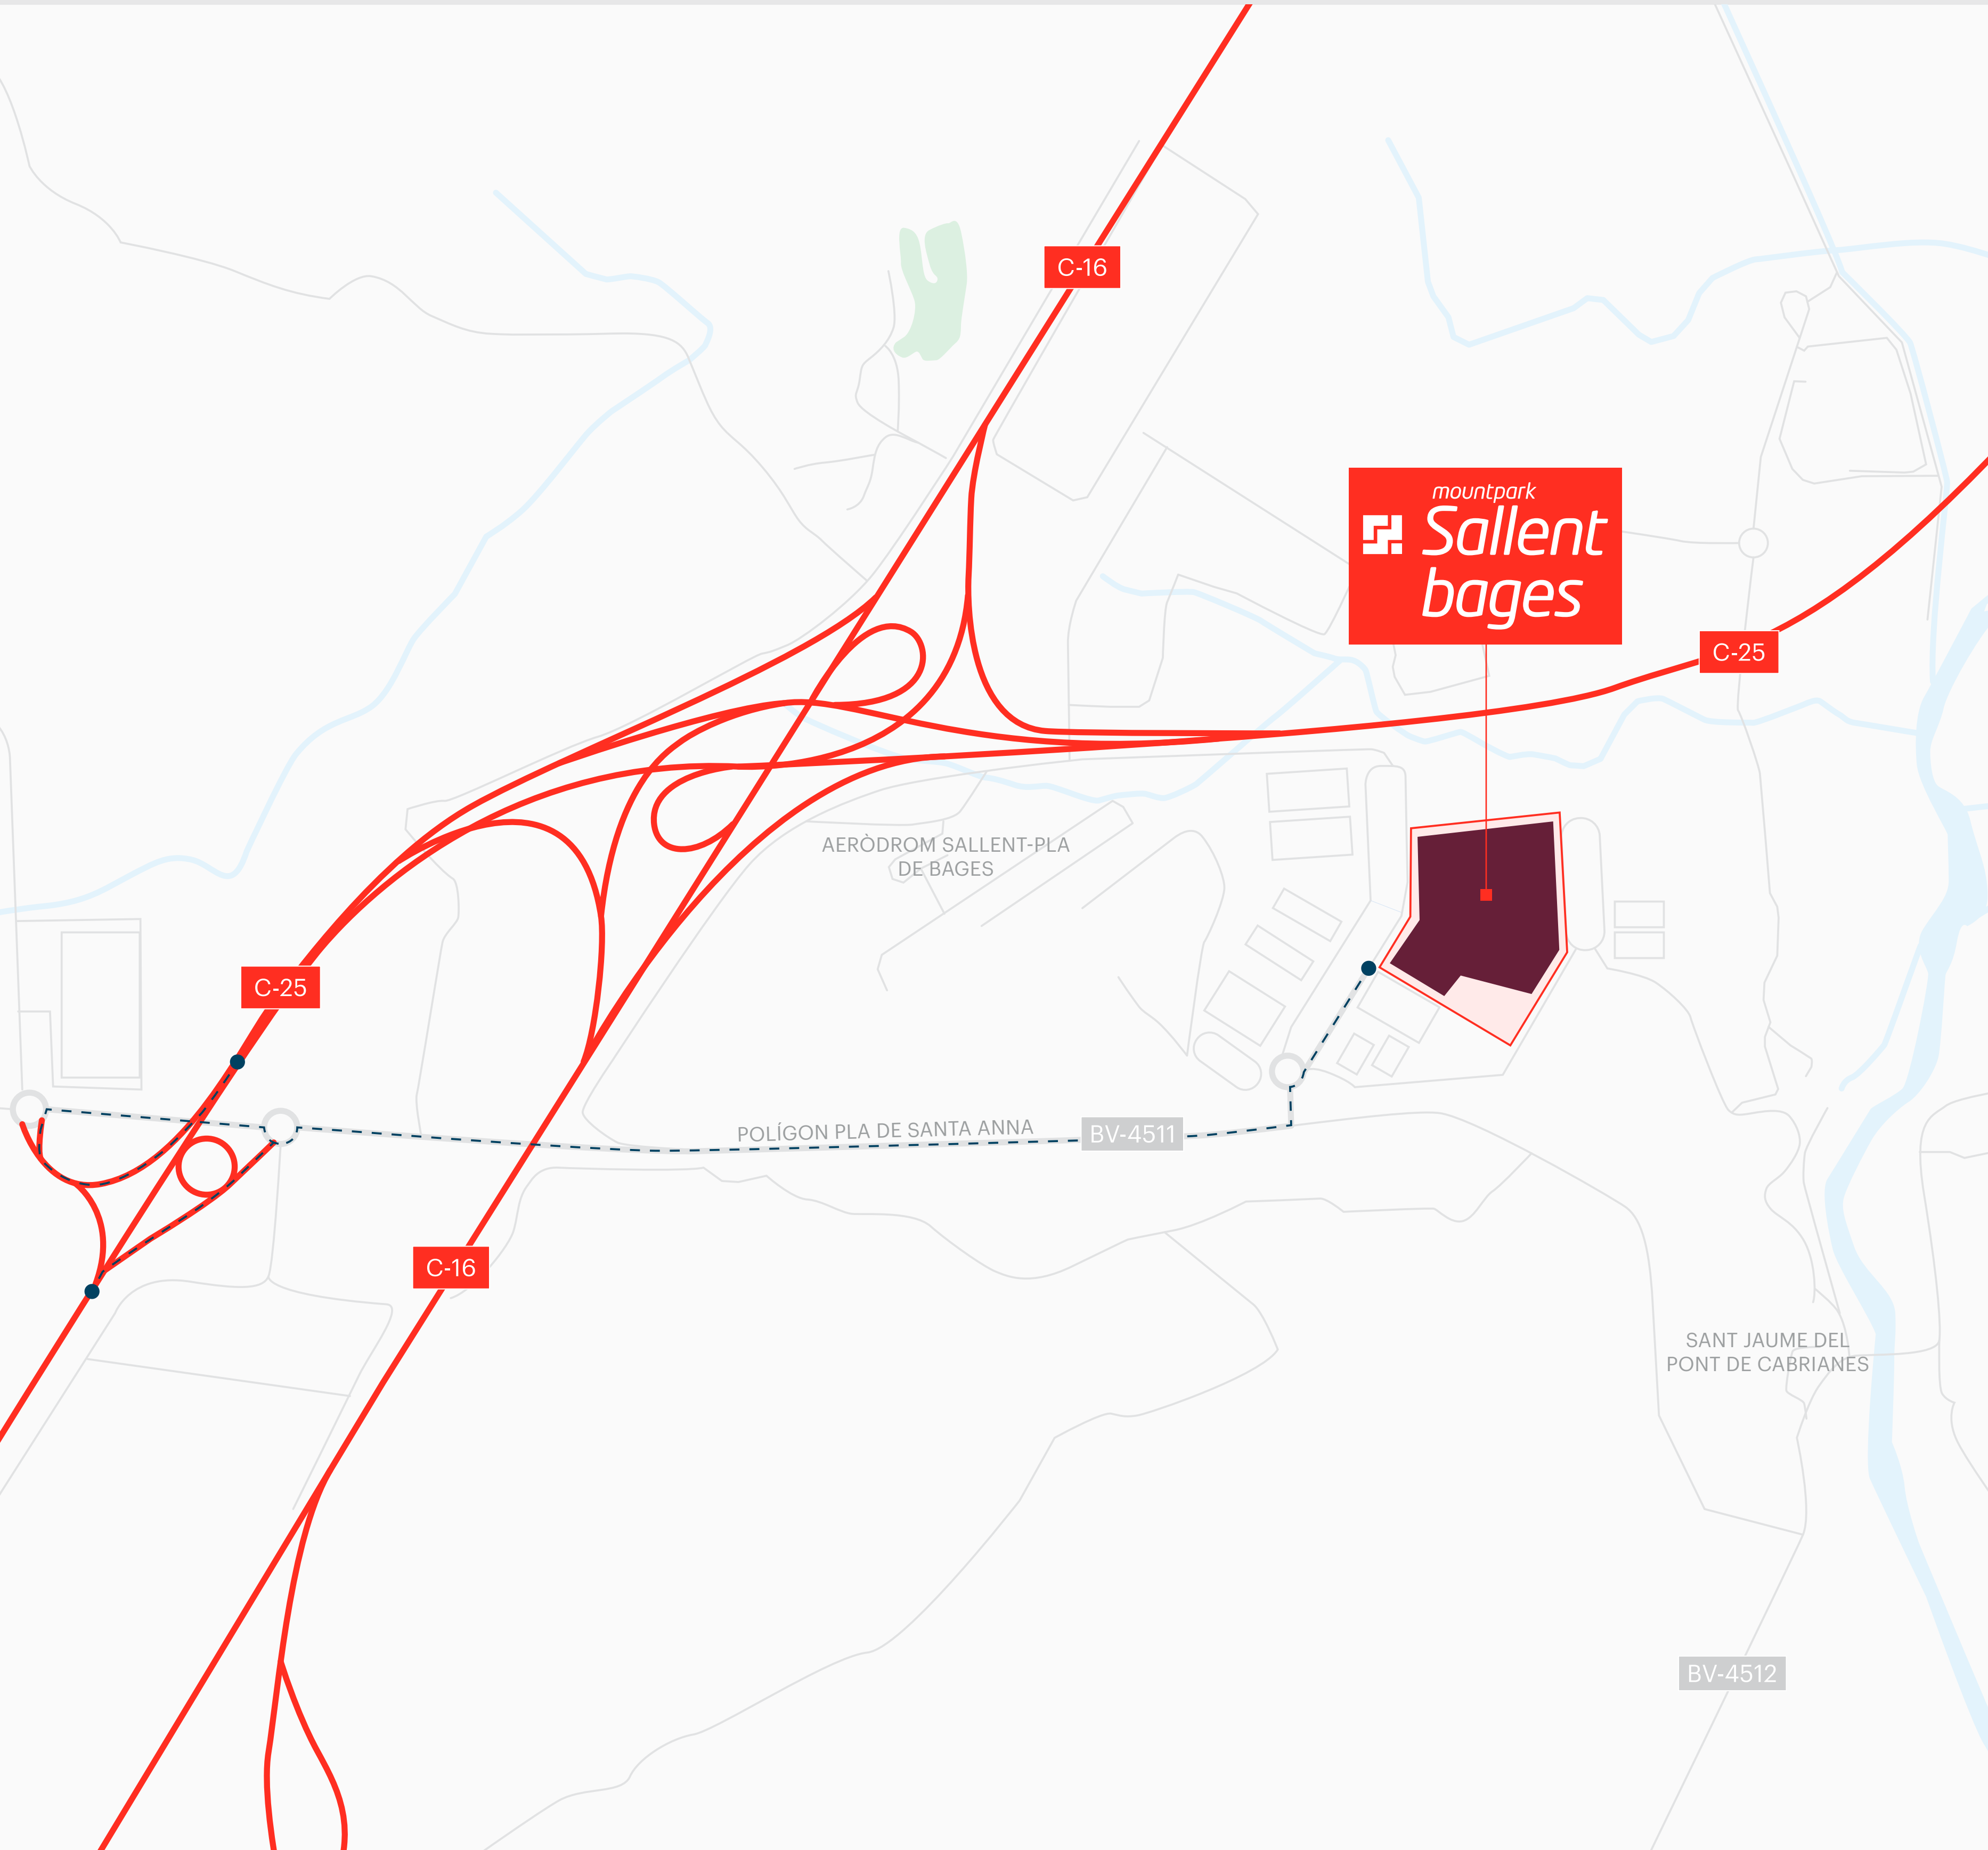 C-16
mountpark
Sallent
bages
C-25
AERÒDROM SALLENT-PLA
DE BAGES
C-25
POLÍGON PLA DE SANTA ANNA
BV-4511
C-16
SANT JAUME DEL
PONT DE CABRIANES
BV-4512